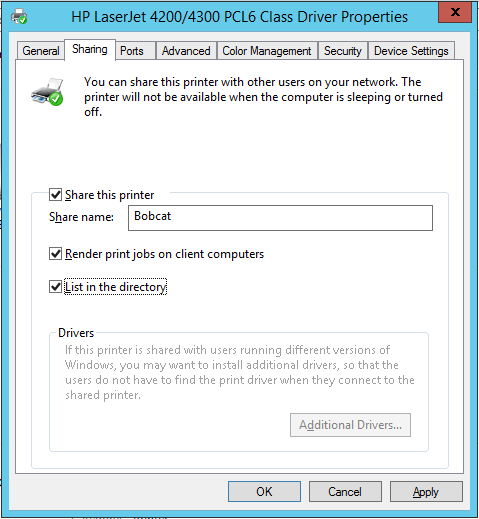 HP LaserJet 4200/4300 PCL6 Class Driver Properties
General Sharing Ports Advanced Color Management Security Device Settings
You can share this printer with other users on your network. The
printer will not be available when the computer is sleeping or turned
off.
Share this printer
Share name: Bobcat
Render print jobs on client computers
List in the directory
Drivers
If this printer is shared with users running different versions of
Windows, you may want to install additional drivers, so that the
users do not have to find the print driver when they connect to the
shared printer.
Additional Drivers...
OK Cancel Apply